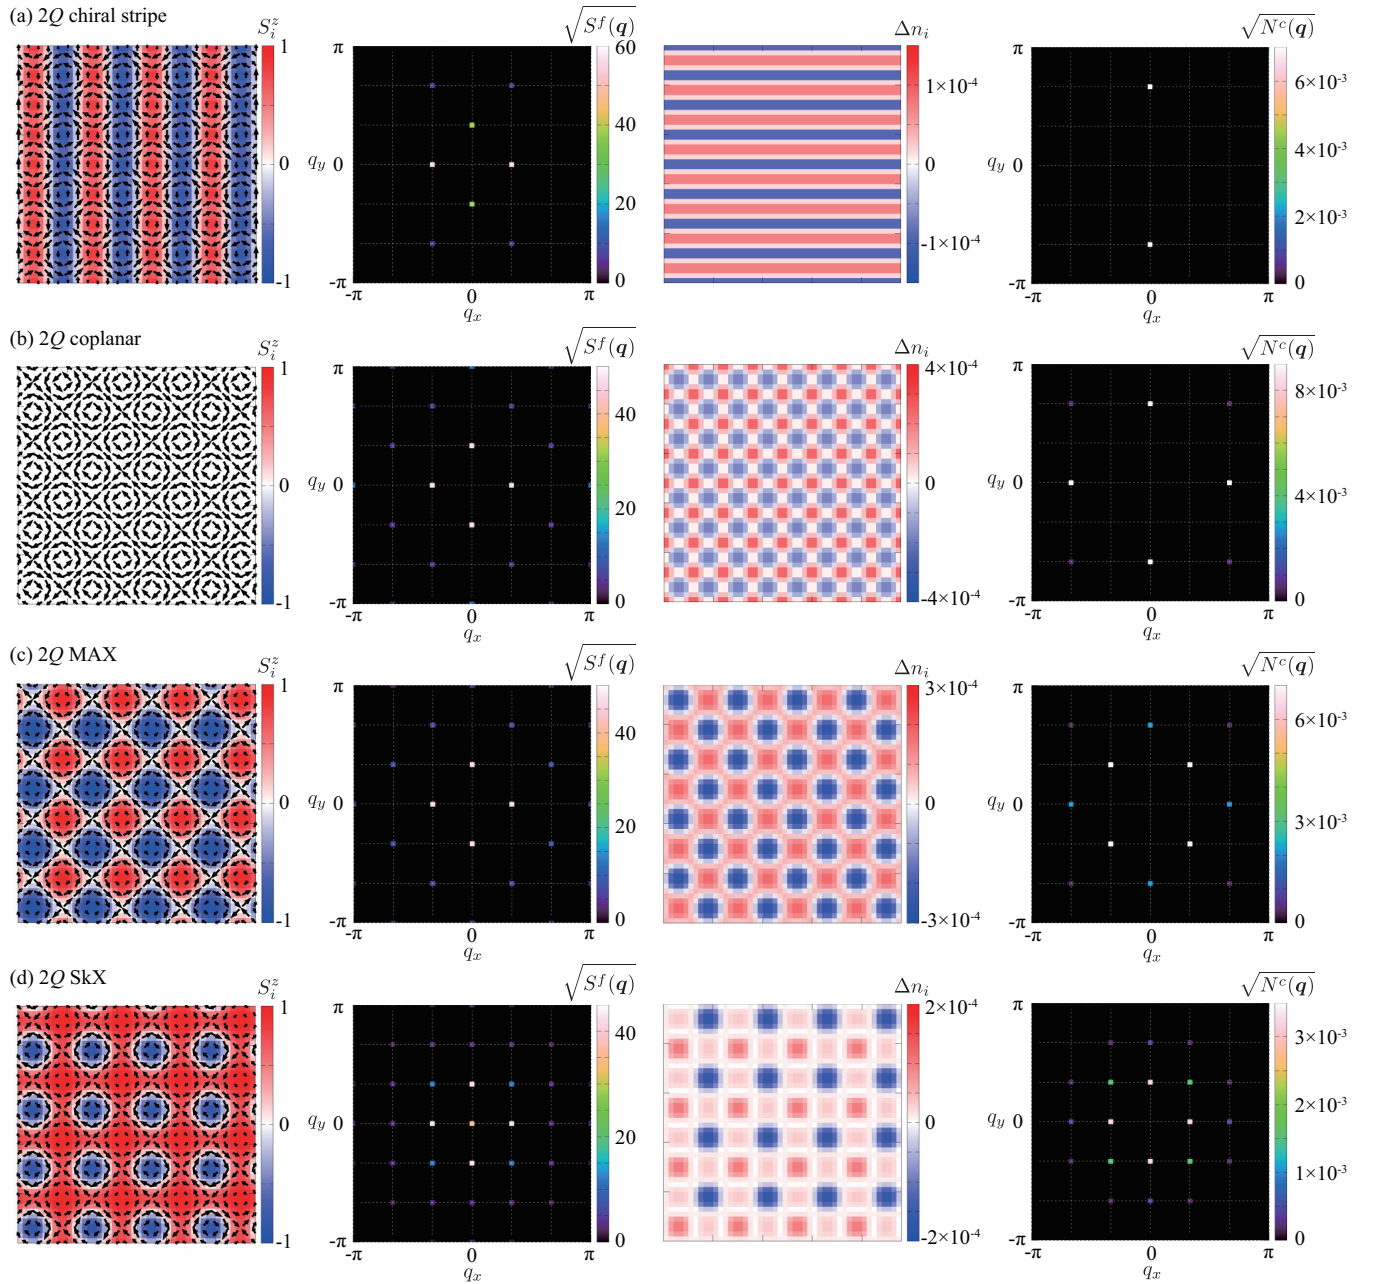 (a) 2Q chiral stripe
S_i^z
1
0
-1
√S^f(q)
π
q_y 0
-π
-π 0 π
q_x
60
40
20
0
Δn_i
1×10^-4
0
-1×10^-4
√N^c(q)
π
q_y 0
-π
-π 0 π
q_x
6×10^-3
4×10^-3
2×10^-3
0
(b) 2Q coplanar
S_i^z
1
0
-1
√S^f(q)
π
q_y 0
-π
-π 0 π
q_x
40
20
0
Δn_i
4×10^-4
0
-4×10^-4
√N^c(q)
π
q_y 0
-π
-π 0 π
q_x
8×10^-3
4×10^-3
0
(c) 2Q MAX
S_i^z
1
0
-1
√S^f(q)
π
q_y 0
-π
-π 0 π
q_x
40
20
0
Δn_i
3×10^-4
0
-3×10^-4
√N^c(q)
π
q_y 0
-π
-π 0 π
q_x
6×10^-3
3×10^-3
0
(d) 2Q SkX
S_i^z
1
0
-1
√S^f(q)
π
q_y 0
-π
-π 0 π
q_x
40
20
0
Δn_i
2×10^-4
0
-2×10^-4
√N^c(q)
π
q_y 0
-π
-π 0 π
q_x
3×10^-3
2×10^-3
1×10^-3
0